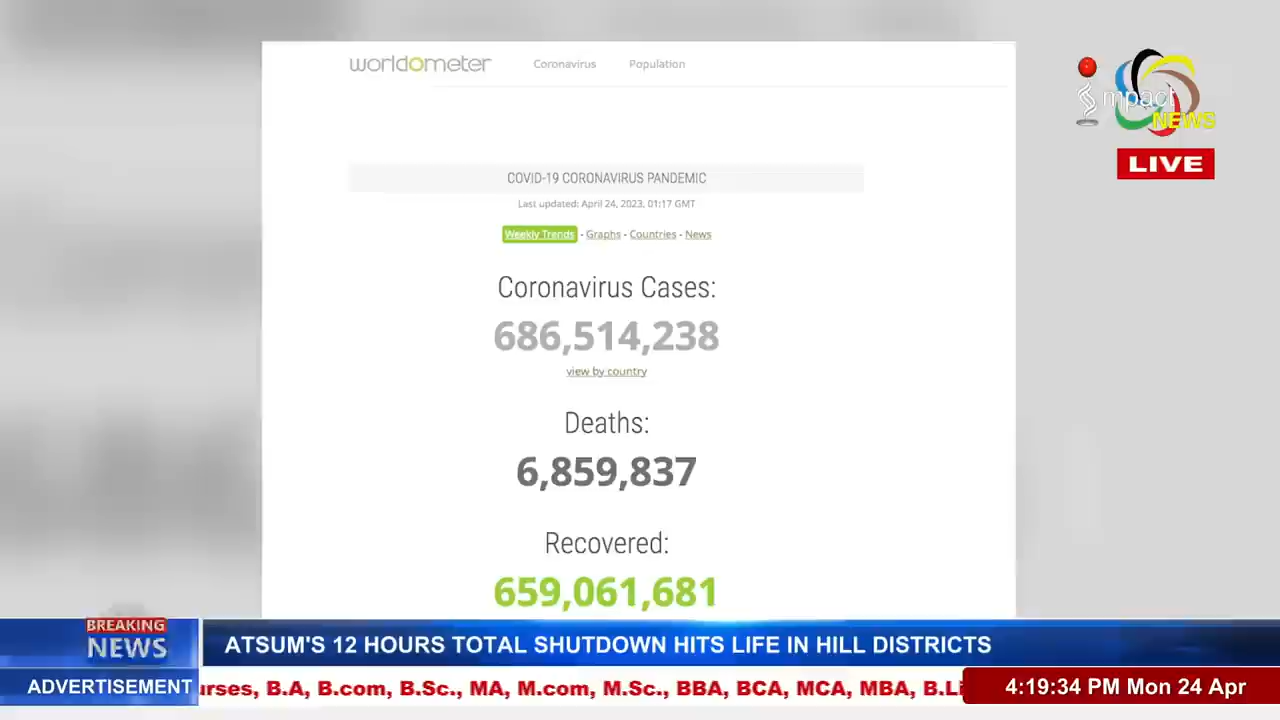 worldometer
Coronavirus Population
mpact
NEWS
LIVE
COVID-19 CORONAVIRUS PANDEMIC
Last updated: April 24, 2023, 01:17 GMT
Weekly Trends - Graphs - Countries - News
Coronavirus Cases:
686,514,238
view by country
Deaths:
6,859,837
Recovered:
659,061,681
BREAKING
NEWS
ATSUM'S 12 HOURS TOTAL SHUTDOWN HITS LIFE IN HILL DISTRICTS
ADVERTISEMENT
urses, B.A, B.com, B.Sc., MA, M.com, M.Sc., BBA, BCA, MCA, MBA, B.Li
4:19:34 PM Mon 24 Apr